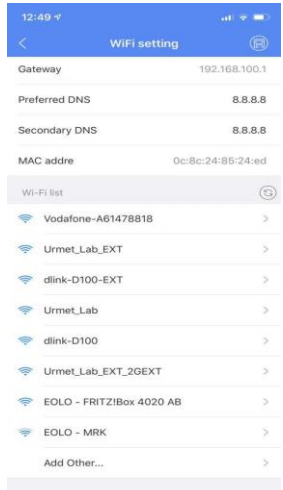 12:49
WiFi setting
Gateway 192.168.100.1
Preferred DNS 8.8.8.8
Secondary DNS 8.8.8.8
MAC addre 0c:8c:24:85:24:ed
Wi-Fi list
Vodafone-A61478818
Urmet_Lab_EXT
dlink-D100-EXT
Urmet_Lab
dlink-D100
Urmet_Lab_EXT_2GEXT
EOLO - FRITZ!Box 4020 AB
EOLO - MRK
Add Other...